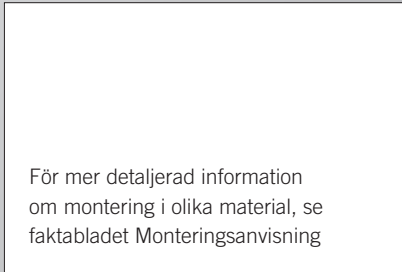 För mer detaljerad information
om montering i olika material, se
faktabladet Monteringsanvisning